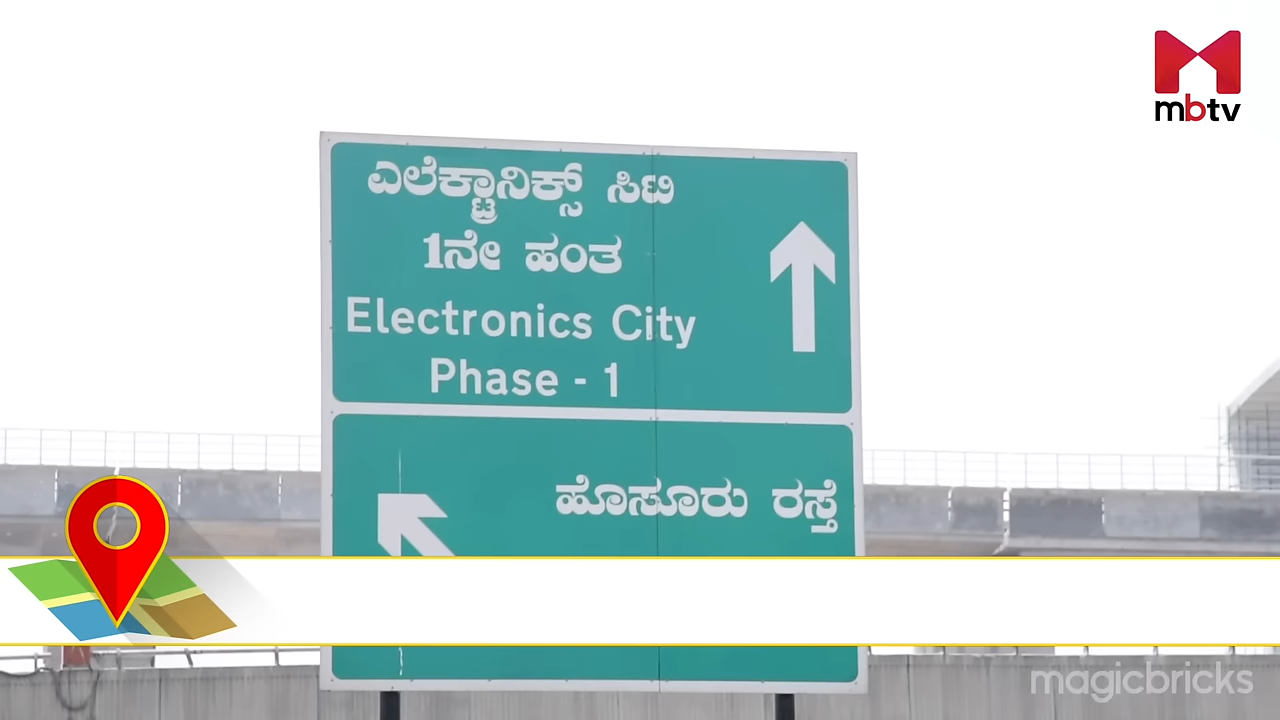 mbtv
ಎಲೆಕ್ಟ್ರಾನಿಕ್ಸ್ ಸಿಟಿ
1ನೇ ಹಂತ
Electronics City
Phase - 1
ಹೊಸೂರು ರಸ್ತೆ
magicbricks